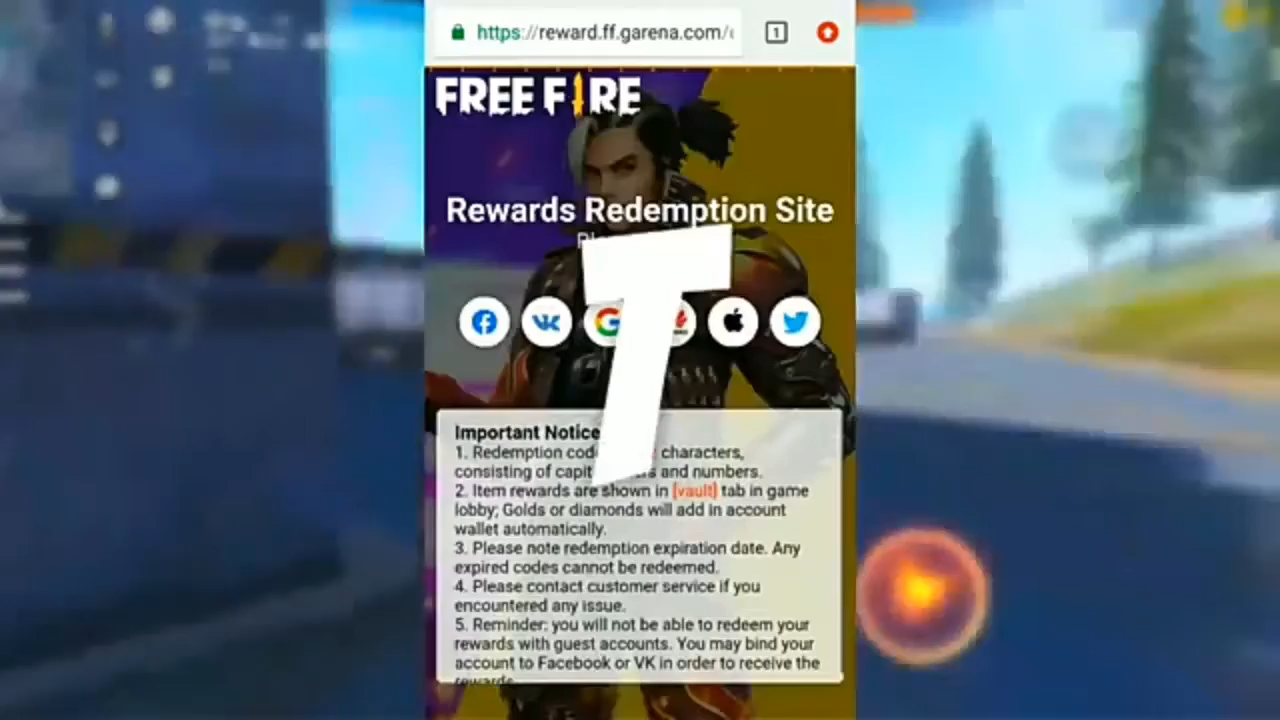 https://reward.ff.garena.com/
1
FREE FIRE
Rewards Redemption Site
T
Important Notice
1. Redemption characters,
consisting of and numbers.
2. Item rewards are shown in [vault] tab in game
lobby; Golds or diamonds will add in account
wallet automatically.
3. Please note redemption expiration date. Any
expired codes cannot be redeemed.
4. Please contact customer service if you
encountered any issue.
5. Reminder: you will not be able to redeem your
rewards with guest accounts. You may bind your
account to Facebook or VK in order to receive the
rewards